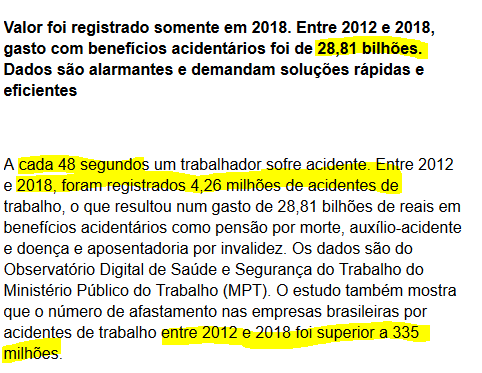 Valor foi registrado somente em 2018. Entre 2012 e 2018,
gasto com benefícios acidentários foi de 28,81 bilhões.
Dados são alarmantes e demandam soluções rápidas e
eficientes
A cada 48 segundos um trabalhador sofre acidente. Entre 2012
e 2018, foram registrados 4,26 milhões de acidentes de
trabalho, o que resultou num gasto de 28,81 bilhões de reais em
benefícios acidentários como pensão por morte, auxílio-acidente
e doença e aposentadoria por invalidez. Os dados são do
Observatório Digital de Saúde e Segurança do Trabalho do
Ministério Público do Trabalho (MPT). O estudo também mostra
que o número de afastamento nas empresas brasileiras por
acidentes de trabalho entre 2012 e 2018 foi superior a 335
milhões.